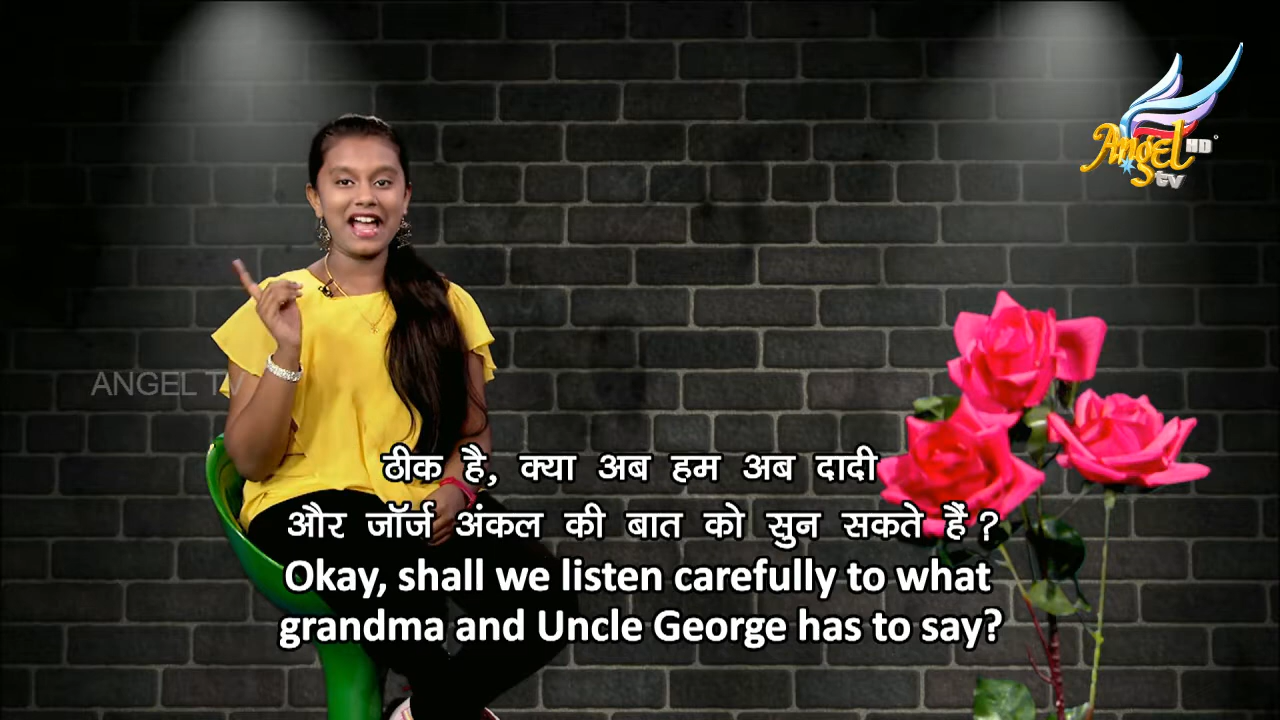 Angel HD
tv
ANGEL TV
ठीक है, क्या अब हम अब दादी
और जॉर्ज अंकल की बात को सुन सकते हैं ?
Okay, shall we listen carefully to what
grandma and Uncle George has to say?